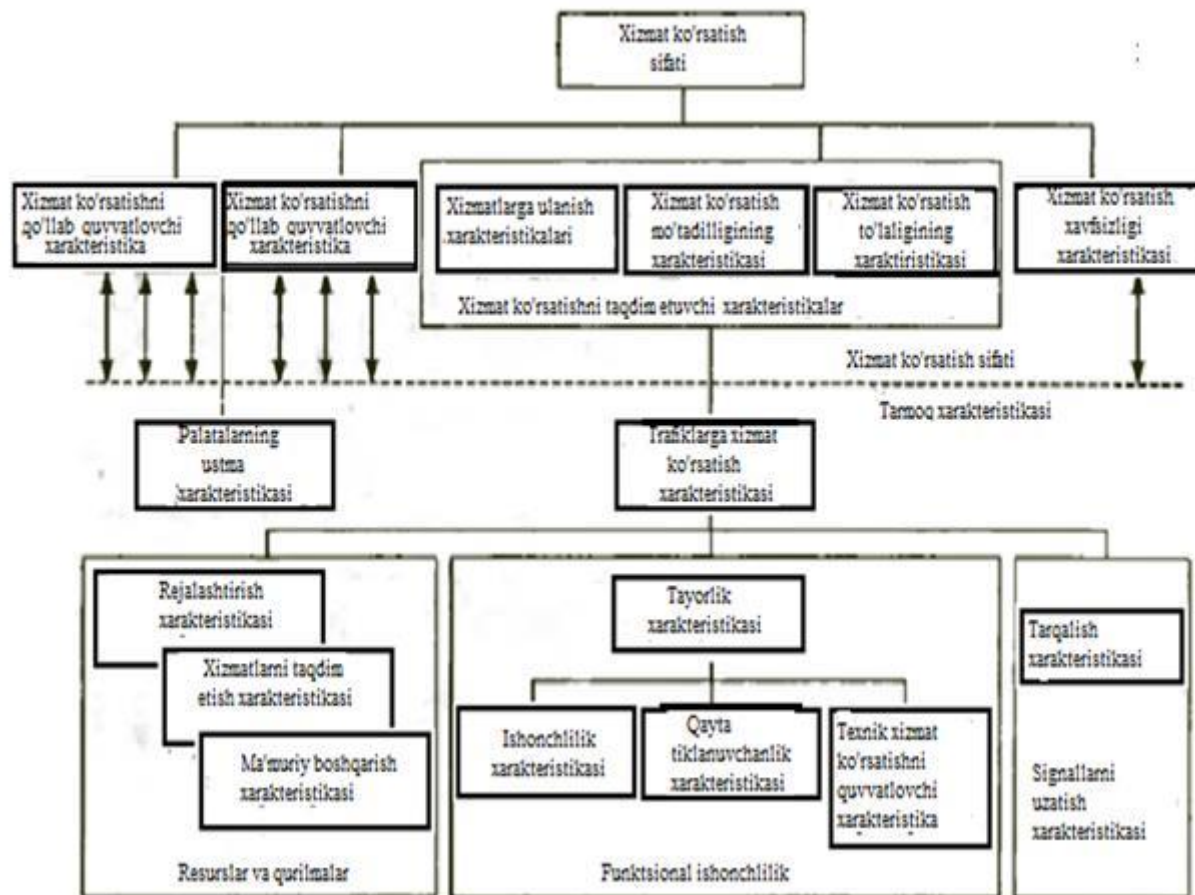 Xizmat ko'rsatish
sifati
Xizmat ko'rsatishni
qo'llab quvvatlovchi
xarakteristika
Xizmat ko'rsatishni
qo'llab quvvatlovchi
xarakteristika
Xizmatlarga ulanish
xarakteristikalari
Xizmat ko'rsatish
mo'tadilligining
xarakteristikasi
Xizmat ko'rsatish
to'laligining
xaraktiristikasi
Xizmat ko'rsatish
xavfsizligi
xarakteristikasi
Xizmat ko'rsatishni taqdim etuvchi xarakteristikalar
Xizmat ko'rsatish sifati
Tarmoq xarakteristikasi
Palatalarning
ustma
xarakteristikasi
Trafiklarga xizmat
ko'rsatish
xarakteristikasi
Rejalashtirish
xarakteristikasi
Xizmatlarni taqdim
etish xarakteristikasi
Ma'muriy boshqarish
xarakteristikasi
Resurslar va qurilmalar
Tayorlik
xarakteristikasi
Ishonchlilik
xarakteristikasi
Qayta
tiklanuvchanlik
xarakteristikasi
Texnik xizmat
ko'rsatishni
quvvatlovchi
xarakteristika
Funktsional ishonchlilik
Tarqalish
xarakteristikasi
Signallarni
uzatish
xarakteristikasi